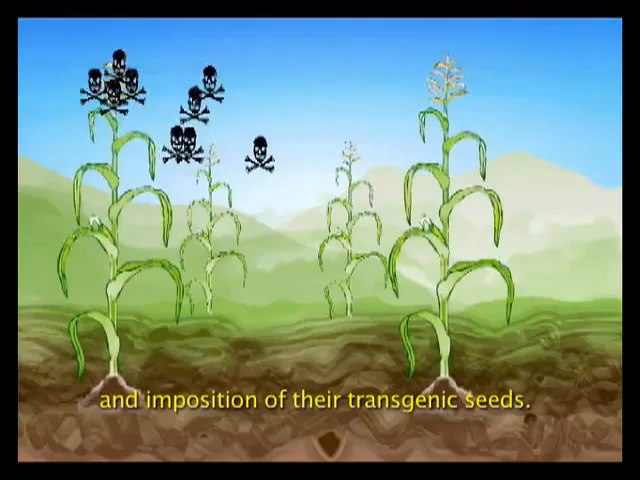 and imposition of their transgenic seeds.